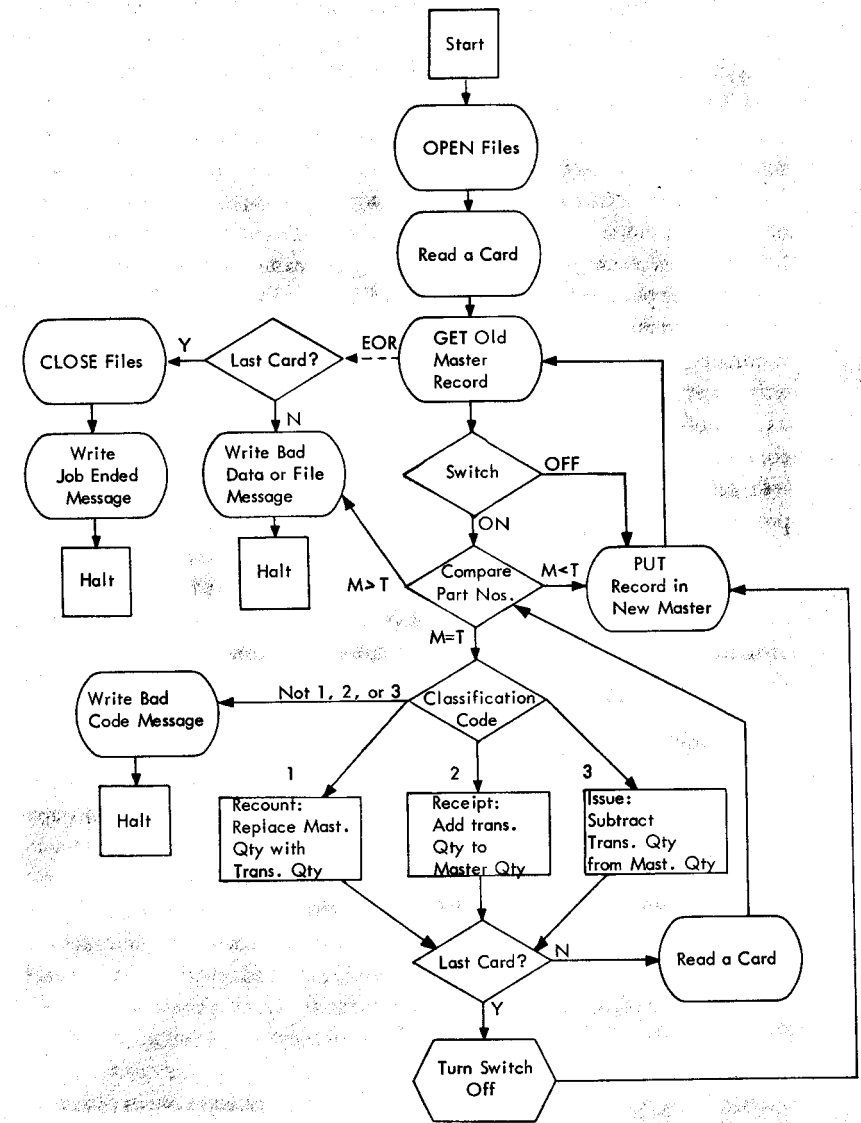 Start
OPEN Files
Read a Card
GET Old
Master
Record
EOR
Last Card?
Y
CLOSE Files
N
Write
Job Ended
Message
Halt
Write Bad
Data or File
Message
Halt
Switch
OFF
ON
Compare
Part Nos.
M>T
M<T
M=T
PUT
Record in
New Master
Classification
Code
Not 1, 2, or 3
Write Bad
Code Message
Halt
1
Recount:
Replace Mast.
Qty with
Trans. Qty
2
Receipt:
Add trans.
Qty to
Master Qty
3
Issue:
Subtract
Trans. Qty
from Mast. Qty
Last Card?
N
Read a Card
Y
Turn Switch
Off